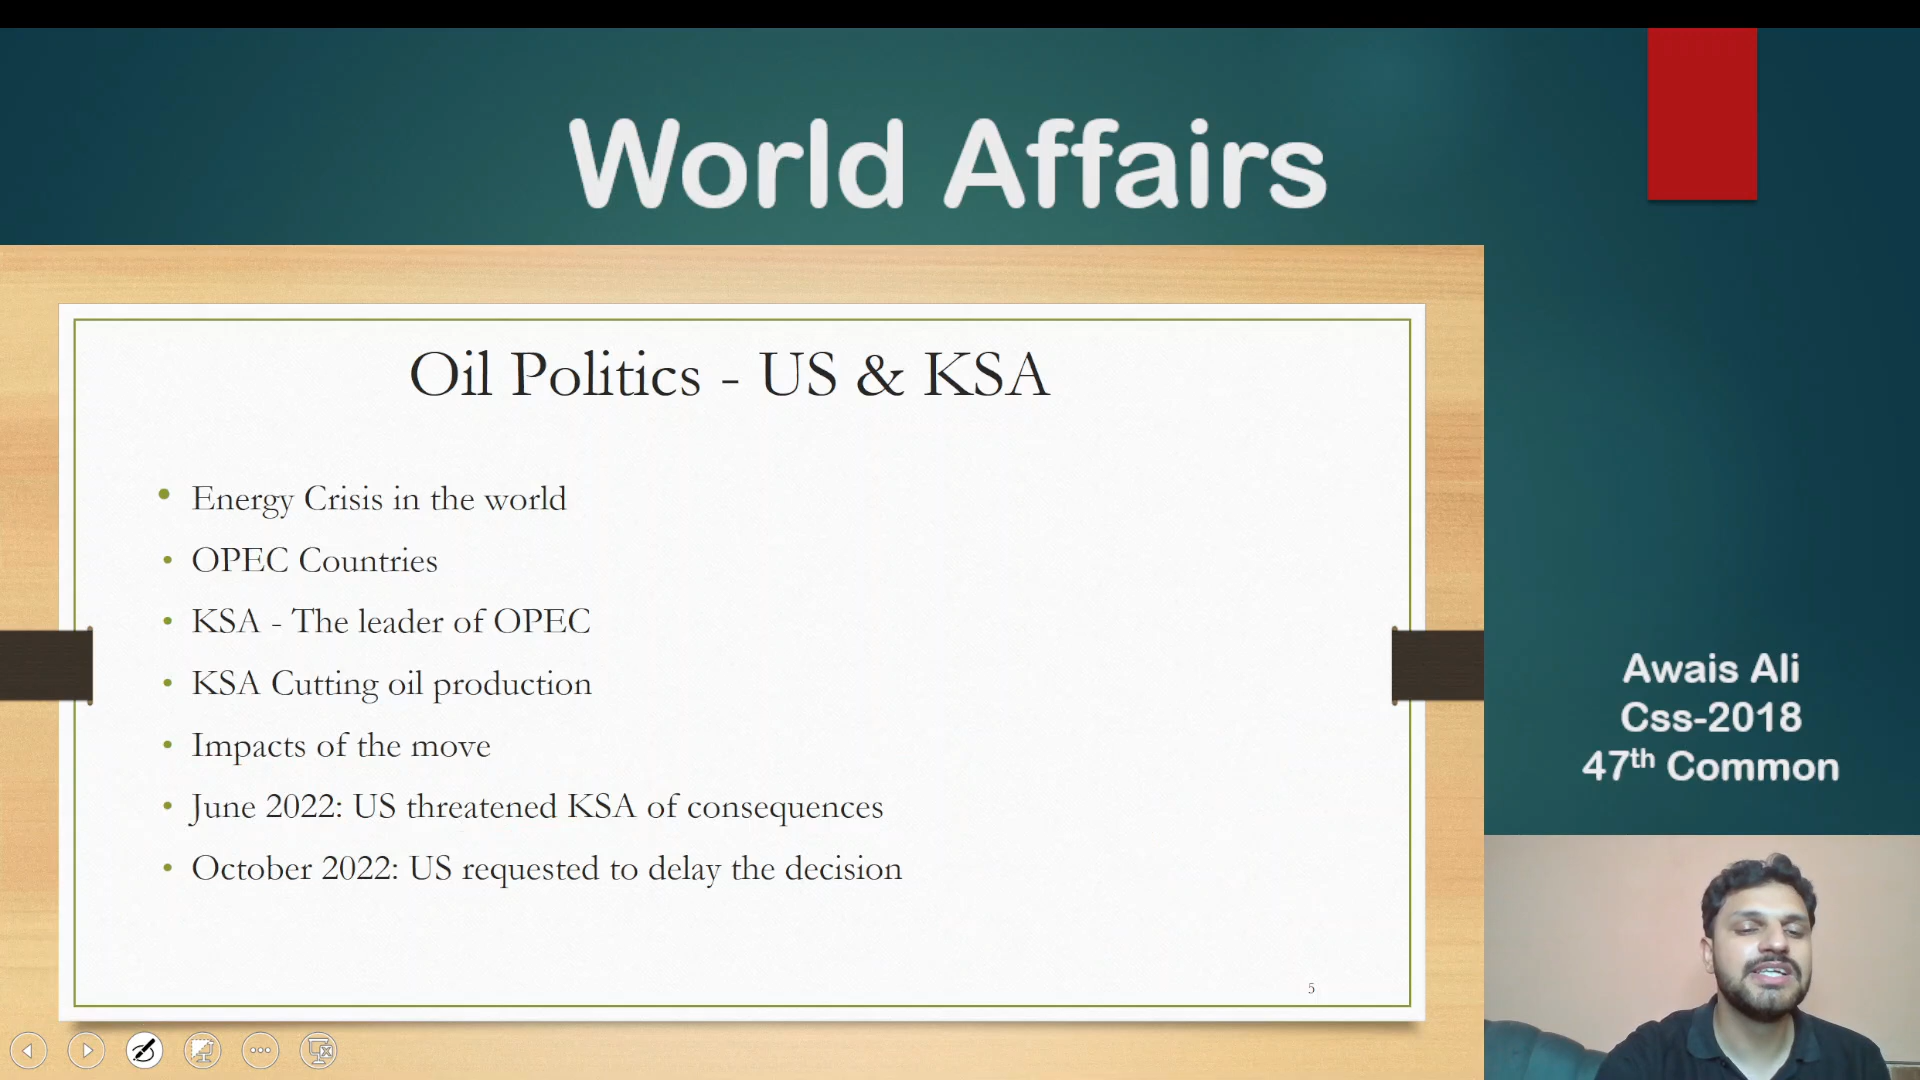 World Affairs
Oil Politics - US & KSA
• Energy Crisis in the world
• OPEC Countries
• KSA - The leader of OPEC
• KSA Cutting oil production
• Impacts of the move
• June 2022: US threatened KSA of consequences
• October 2022: US requested to delay the decision
5
Awais Ali
Css-2018
47th Common